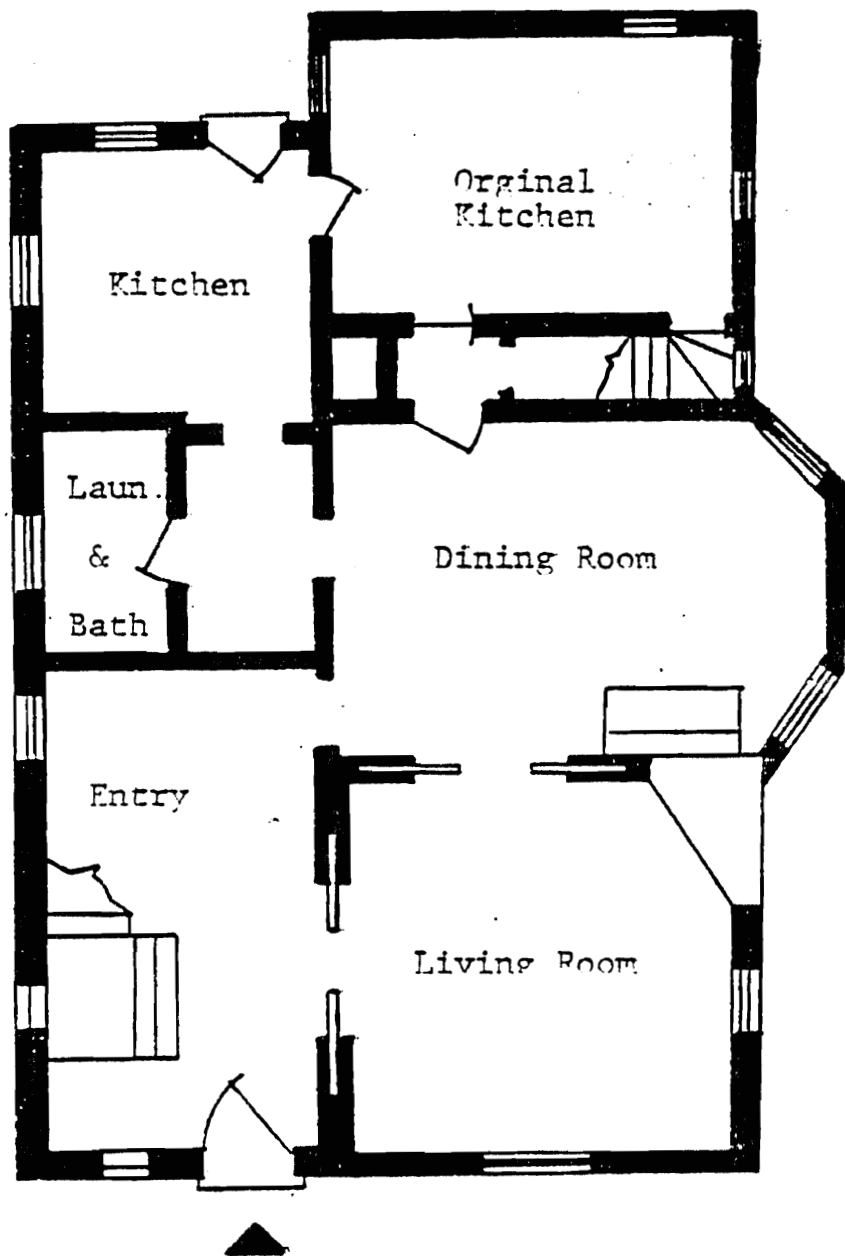 Orginal
Kitchen
Kitchen
Laun.
&
Bath
Dining Room
Entry
Living Room